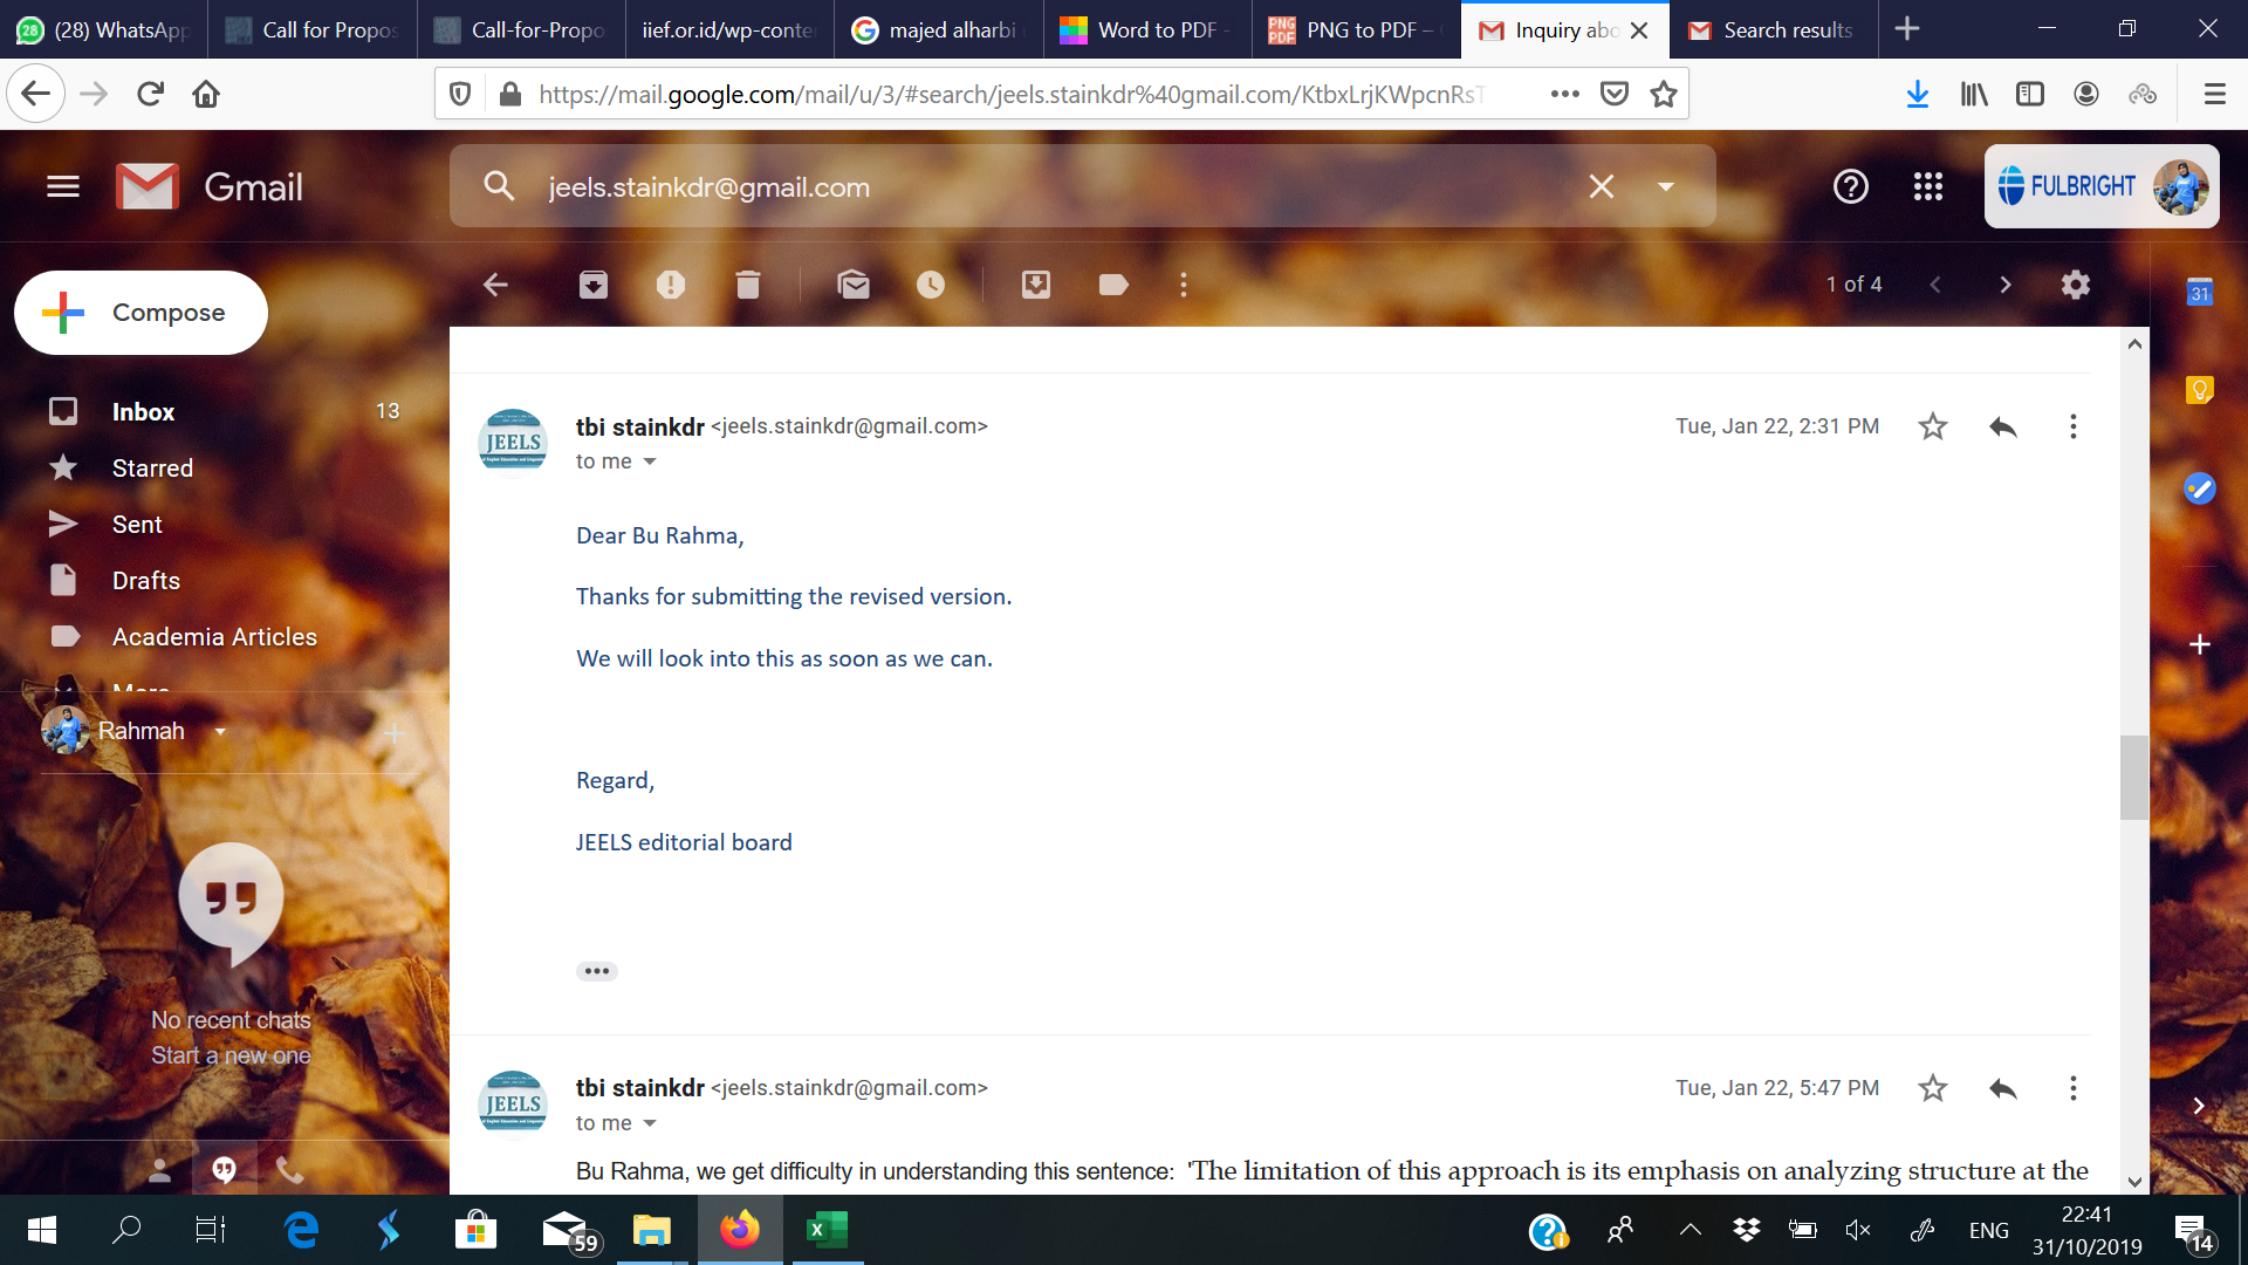 (28) WhatsApp
Call for Propos
Call-for-Propo
iief.or.id/wp-conte
majed alharbi
Word to PDF -
PNG to PDF –
Inquiry abo
Search results
https://mail.google.com/mail/u/3/#search/jeels.stainkdr%40gmail.com/KtbxLrjKWpcnRsT
Gmail
jeels.stainkdr@gmail.com
FULBRIGHT
Compose
1 of 4
31
Inbox 13
Starred
Sent
Drafts
Academia Articles
More
Rahmah
No recent chats
Start a new one
JEELS
tbi stainkdr <jeels.stainkdr@gmail.com>
Tue, Jan 22, 2:31 PM
to me
Dear Bu Rahma,
Thanks for submitting the revised version.
We will look into this as soon as we can.
Regard,
JEELS editorial board
JEELS
tbi stainkdr <jeels.stainkdr@gmail.com>
Tue, Jan 22, 5:47 PM
to me
Bu Rahma, we get difficulty in understanding this sentence: 'The limitation of this approach is its emphasis on analyzing structure at the
59
ENG
22:41
31/10/2019
14